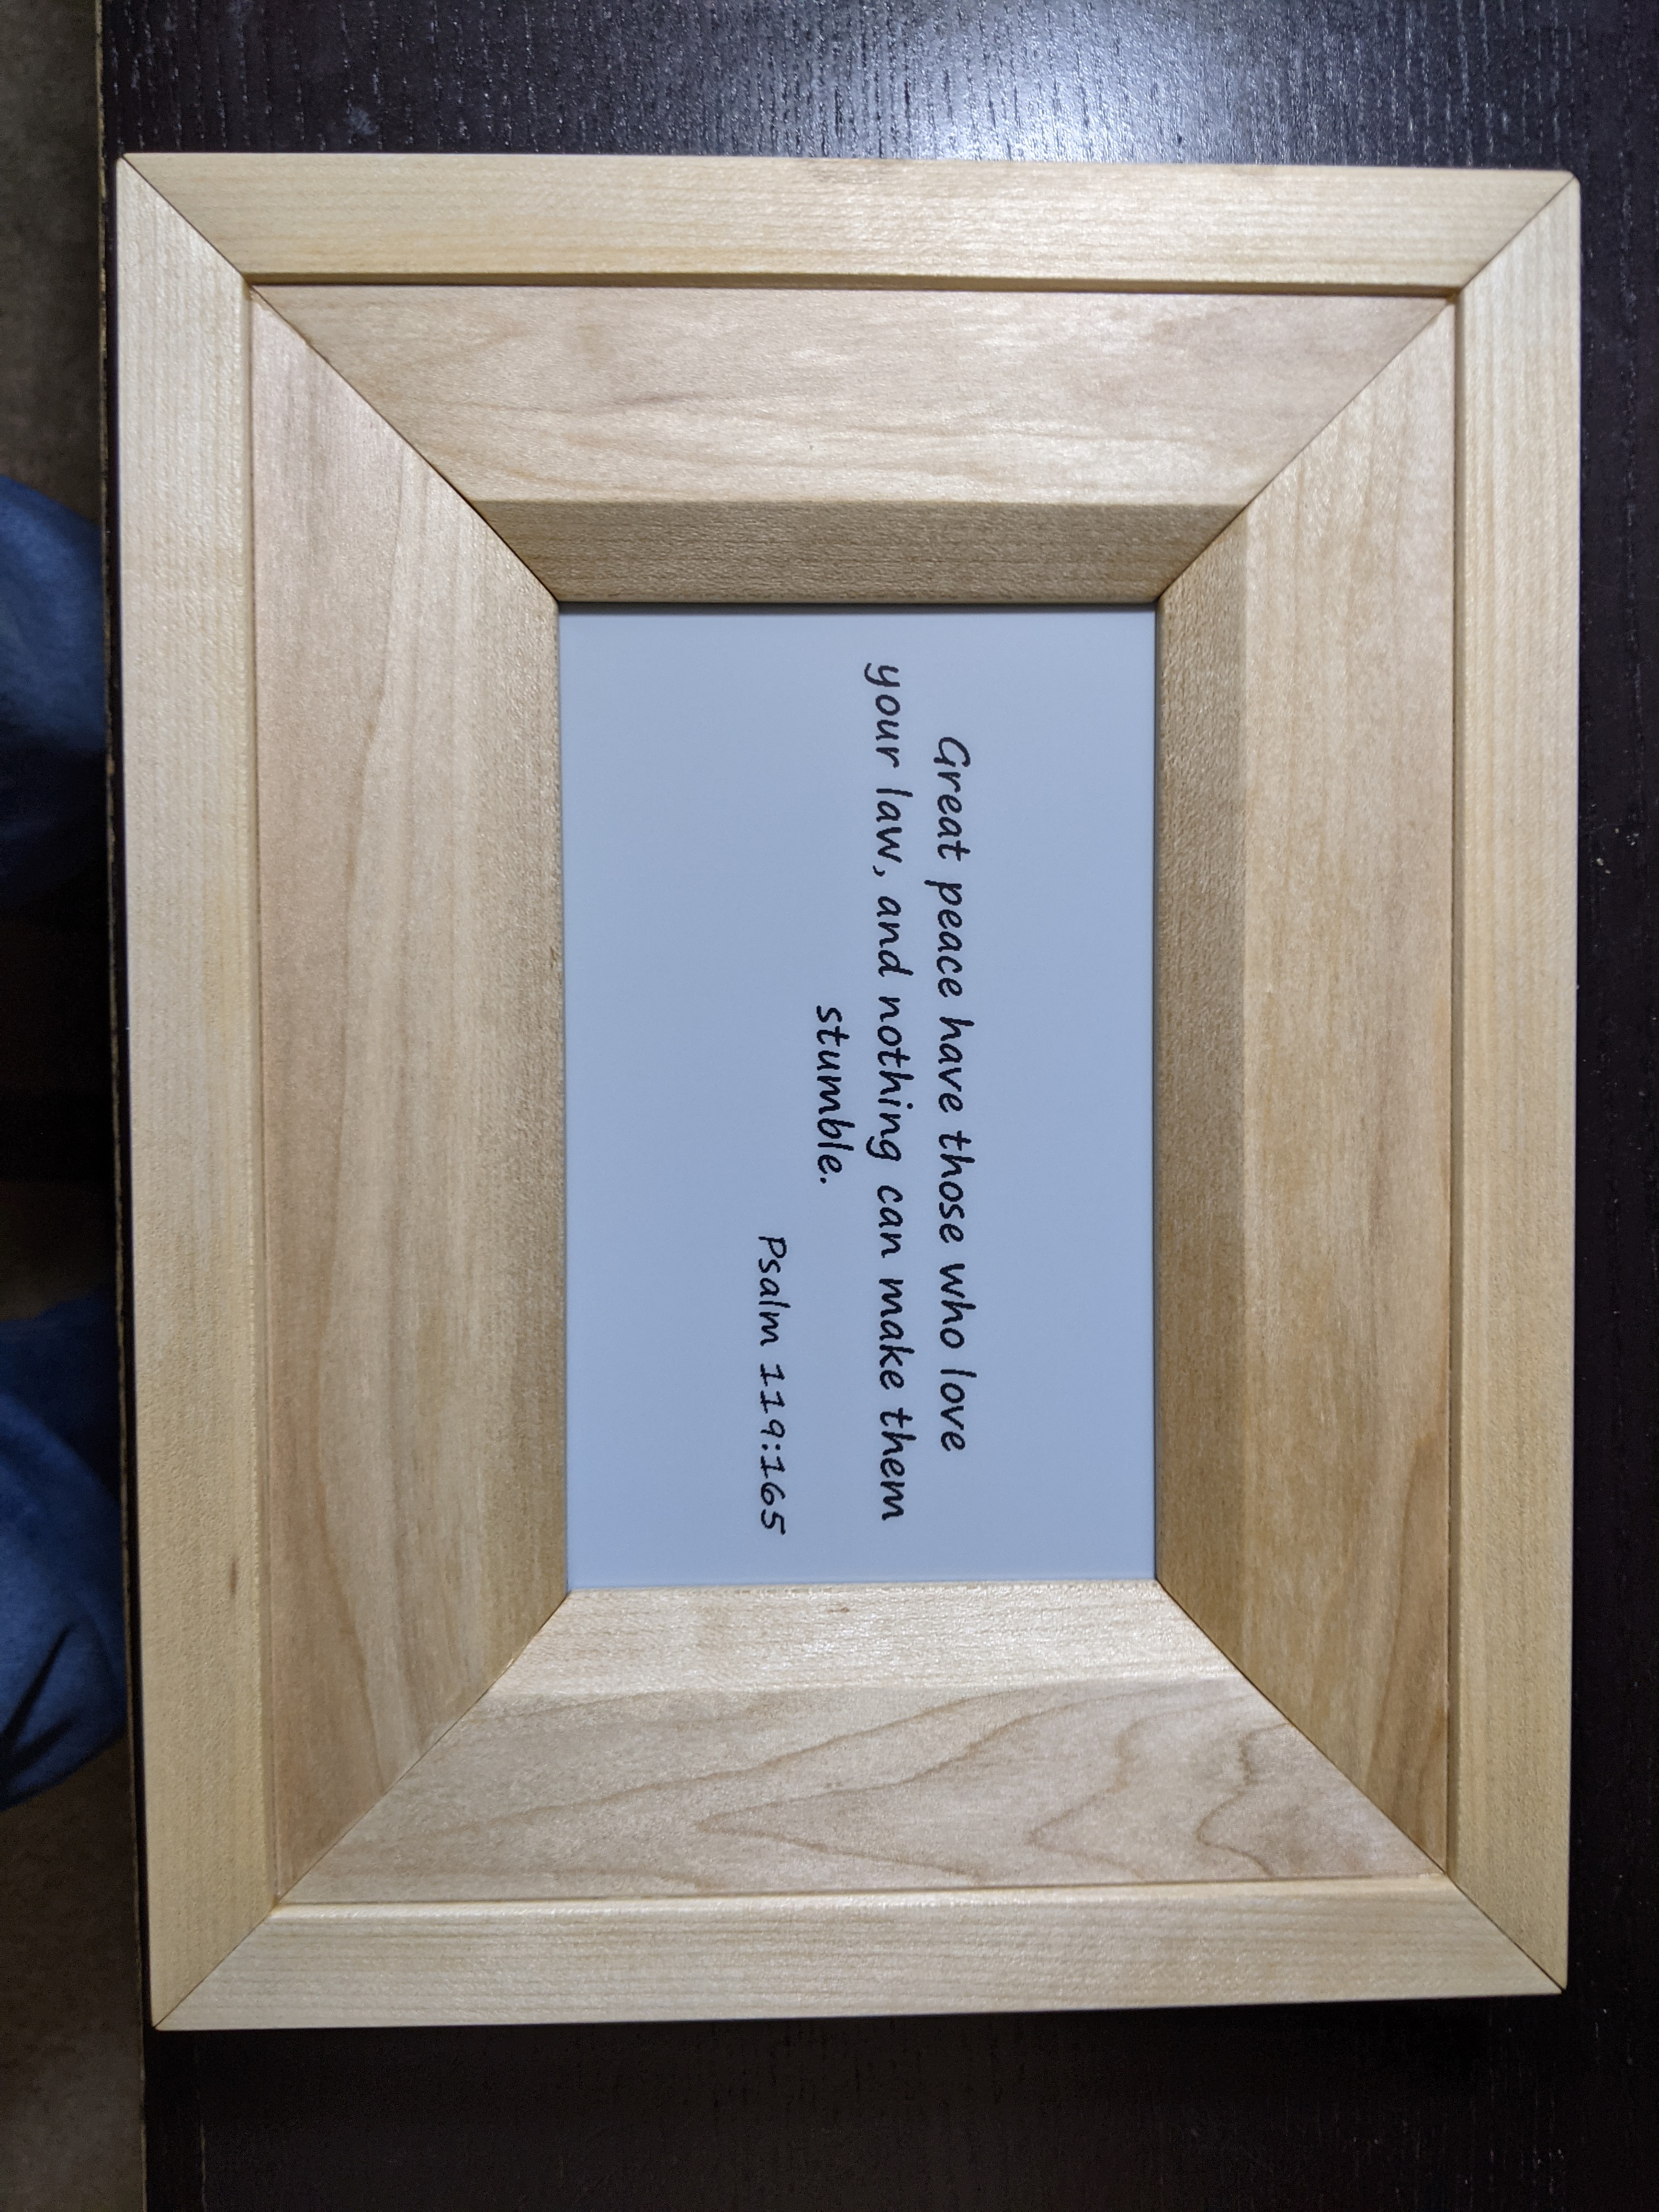 Great peace have those who love
your law, and nothing can make them
stumble.
Psalm 119:165